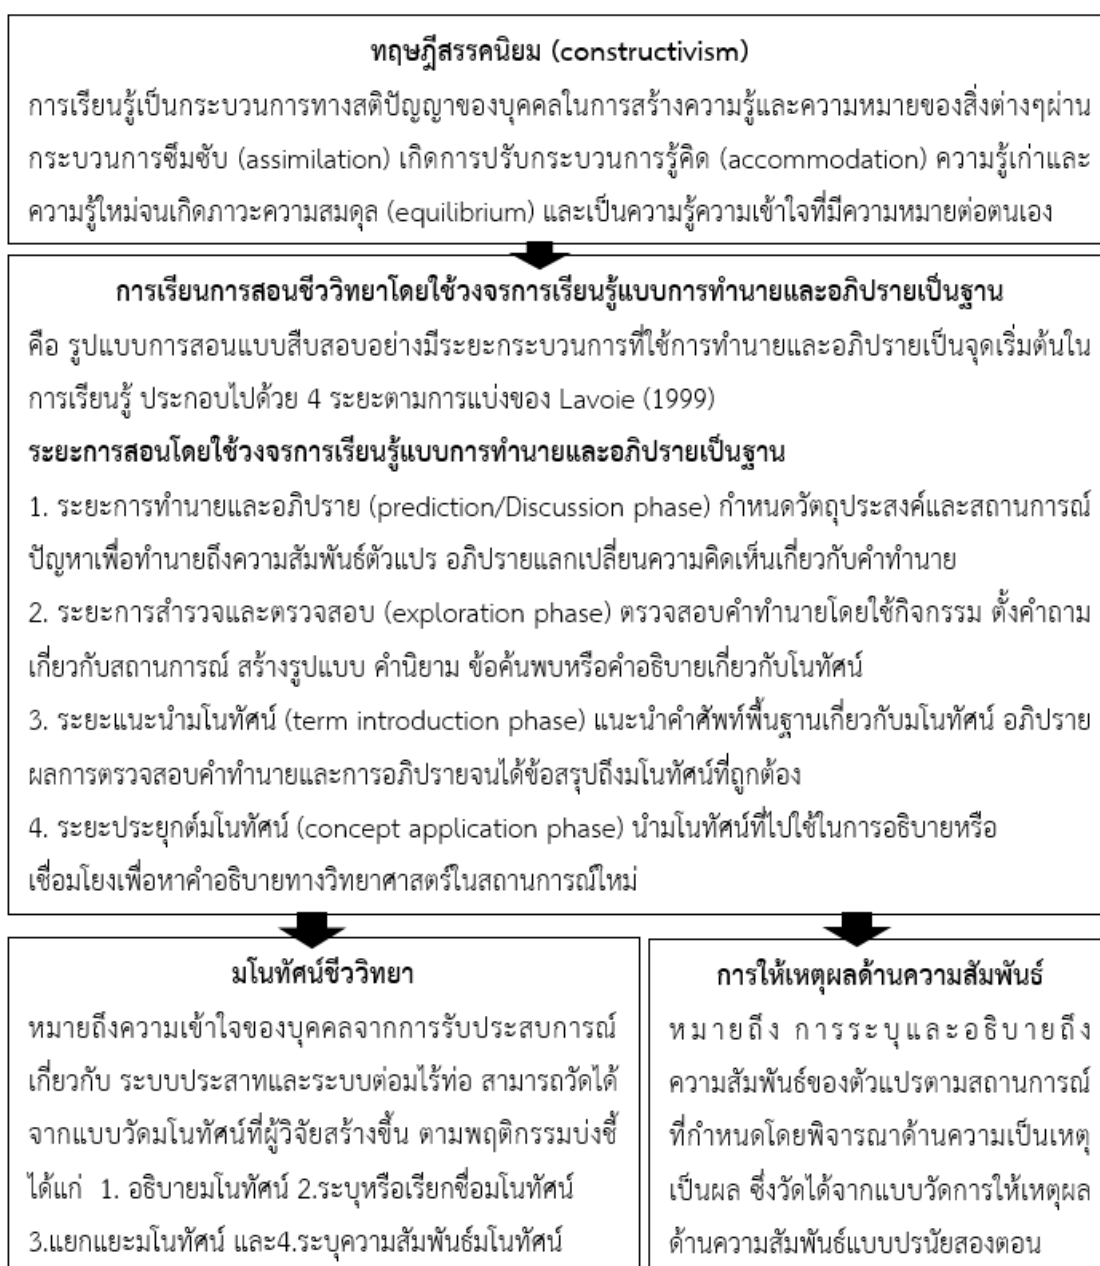 ทฤษฎีสรรคนิยม (constructivism)
การเรียนรู้เป็นกระบวนการทางสติปัญญาของบุคคลในการสร้างความรู้และความหมายของสิ่งต่างๆผ่าน
กระบวนการซึมซับ (assimilation) เกิดการปรับกระบวนการรู้คิด (accommodation) ความรู้เก่าและ
ความรู้ใหม่จนเกิดภาวะความสมดุล (equilibrium) และเป็นความรู้ความเข้าใจที่มีความหมายต่อตนเอง
การเรียนการสอนชีววิทยาโดยใช้วงจรการเรียนรู้แบบการทำนายและอภิปรายเป็นฐาน
คือ รูปแบบการสอนแบบสืบสอบอย่างมีระยะกระบวนการที่ใช้การทำนายและอภิปรายเป็นจุดเริ่มต้นใน
การเรียนรู้ ประกอบไปด้วย 4 ระยะตามการแบ่งของ Lavoie (1999)
ระยะการสอนโดยใช้วงจรการเรียนรู้แบบการทำนายและอภิปรายเป็นฐาน
1. ระยะการทำนายและอภิปราย (prediction/Discussion phase) กำหนดวัตถุประสงค์และสถานการณ์
ปัญหาเพื่อทำนายถึงความสัมพันธ์ตัวแปร อภิปรายแลกเปลี่ยนความคิดเห็นเกี่ยวกับคำทำนาย
2. ระยะการสำรวจและตรวจสอบ (exploration phase) ตรวจสอบคำทำนายโดยใช้กิจกรรม ตั้งคำถาม
เกี่ยวกับสถานการณ์ สร้างรูปแบบ คำนิยาม ข้อค้นพบหรือคำอธิบายเกี่ยวกับโนทัศน์
3. ระยะแนะนำมโนทัศน์ (term introduction phase) แนะนำคำศัพท์พื้นฐานเกี่ยวกับมโนทัศน์ อภิปราย
ผลการตรวจสอบคำทำนายและการอภิปรายจนได้ข้อสรุปถึงมโนทัศน์ที่ถูกต้อง
4. ระยะประยุกต์มโนทัศน์ (concept application phase) นำมโนทัศน์ที่ไปใช้ในการอธิบายหรือ
เชื่อมโยงเพื่อหาคำอธิบายทางวิทยาศาสตร์ในสถานการณ์ใหม่
มโนทัศน์ชีววิทยา
หมายถึงความเข้าใจของบุคคลจากการรับประสบการณ์
เกี่ยวกับ ระบบประสาทและระบบต่อมไร้ท่อ สามารถวัดได้
จากแบบวัดมโนทัศน์ที่ผู้วิจัยสร้างขึ้น ตามพฤติกรรมบ่งชี้
ได้แก่ 1. อธิบายมโนทัศน์ 2.ระบุหรือเรียกชื่อมโนทัศน์
3.แยกแยะมโนทัศน์ และ4.ระบุความสัมพันธ์มโนทัศน์
การให้เหตุผลด้านความสัมพันธ์
หมายถึง การระบุและอธิบายถึง
ความสัมพันธ์ของตัวแปรตามสถานการณ์
ที่กำหนดโดยพิจารณาด้านความเป็นเหตุ
เป็นผล ซึ่งวัดได้จากแบบวัดการให้เหตุผล
ด้านความสัมพันธ์แบบปรนัยสองตอน